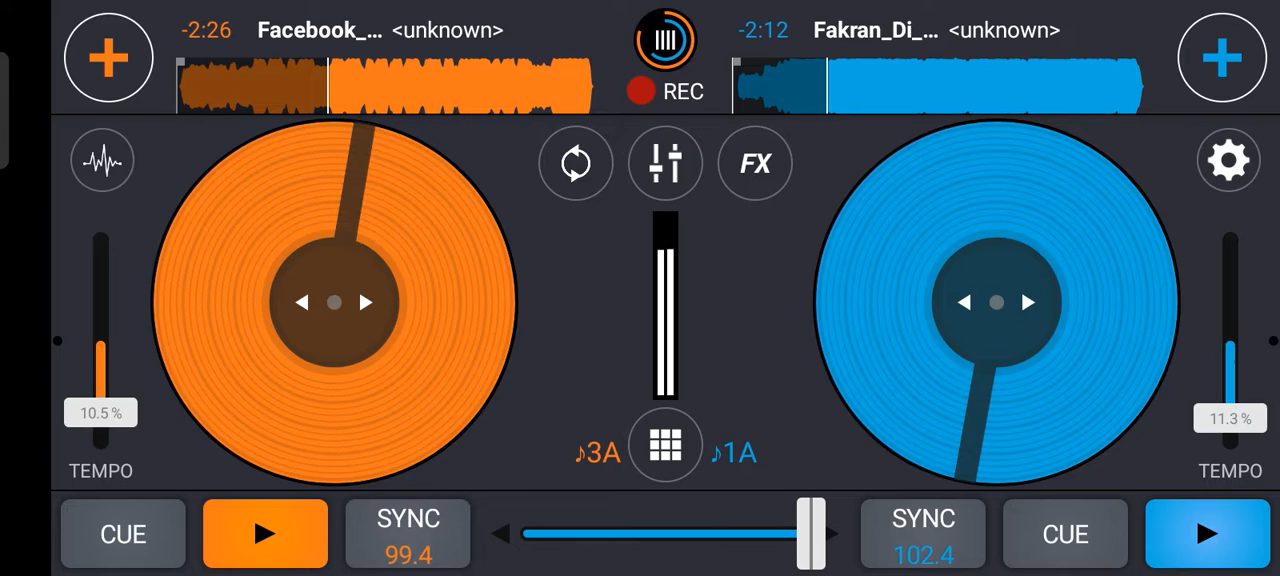 -2:26 Facebook_... <unknown>
-2:12 Fakran_Di_... <unknown>
REC
FX
10.5 %
11.3 %
♪3A
♪1A
TEMPO
TEMPO
CUE
SYNC
99.4
SYNC
102.4
CUE